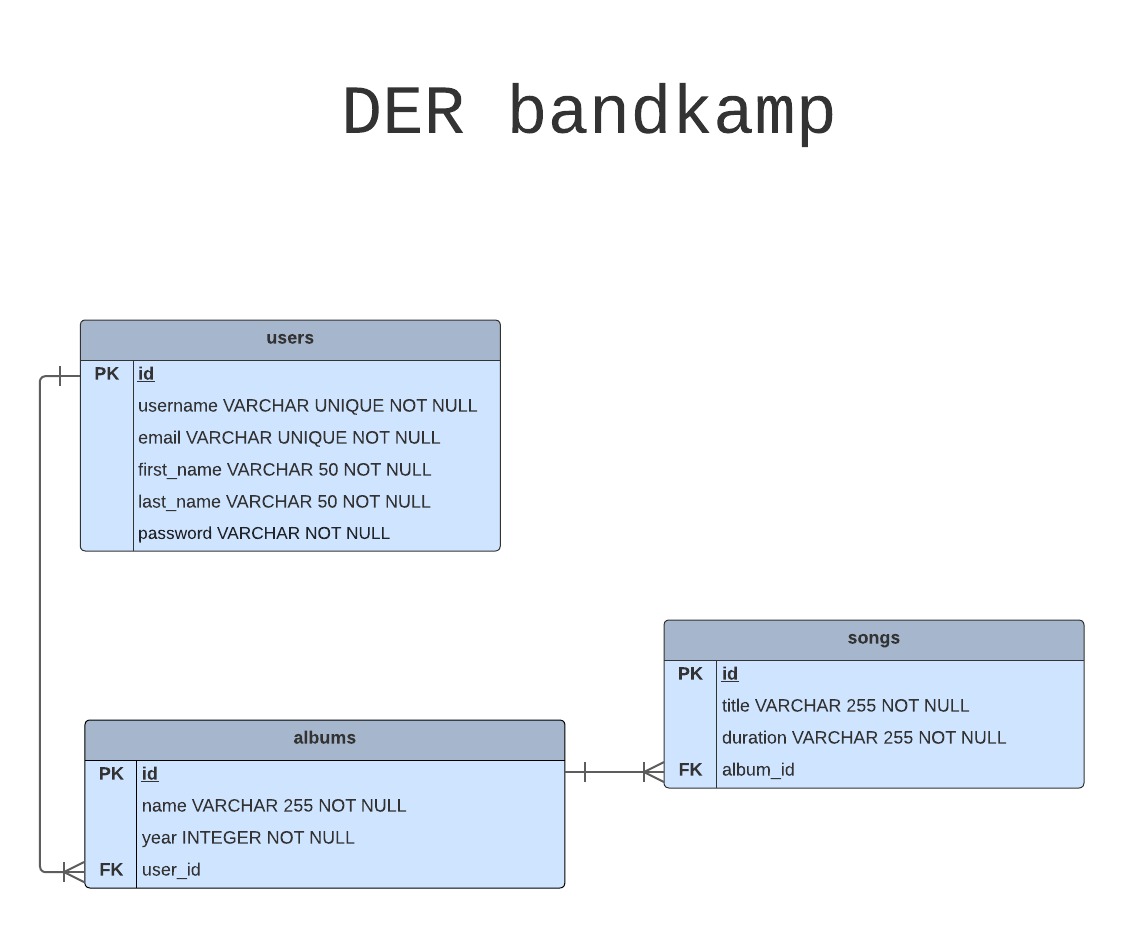 DER bandkamp
users
PK id
username VARCHAR UNIQUE NOT NULL
email VARCHAR UNIQUE NOT NULL
first_name VARCHAR 50 NOT NULL
last_name VARCHAR 50 NOT NULL
password VARCHAR NOT NULL
songs
PK id
title VARCHAR 255 NOT NULL
duration VARCHAR 255 NOT NULL
FK album_id
albums
PK id
name VARCHAR 255 NOT NULL
year INTEGER NOT NULL
FK user_id